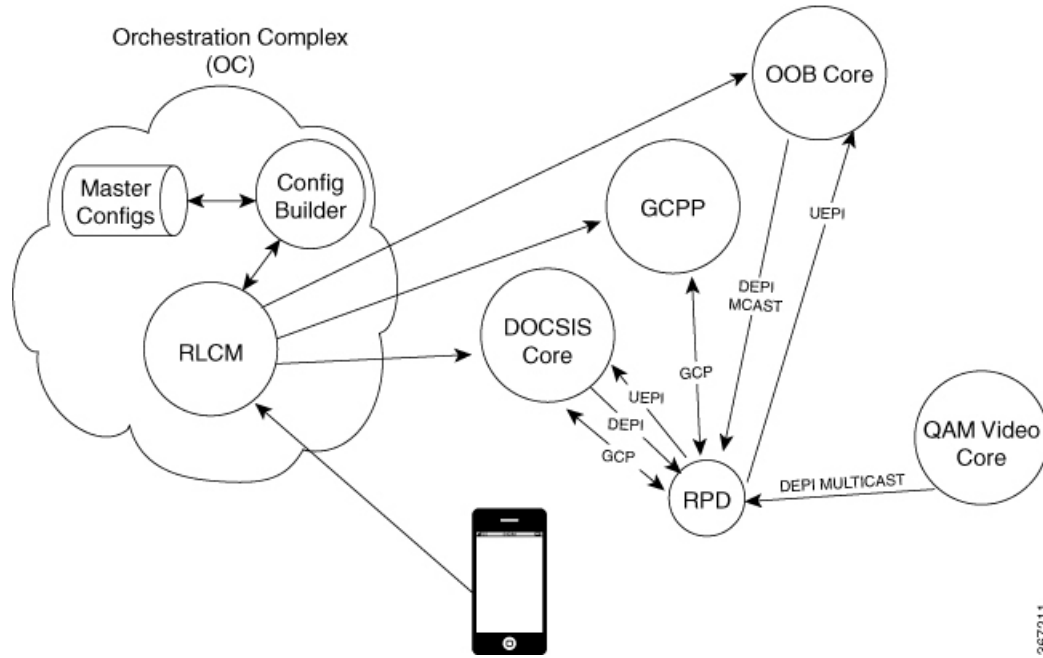 Orchestration Complex
(OC)
OOB Core
Master
Configs
Config
Builder
GCPP
UEPI
DEPI
MCAST
RLCM
DOCSIS
Core
GCP
UEPI
DEPI
GCP
QAM Video
Core
RPD
DEPI MULTICAST
367311